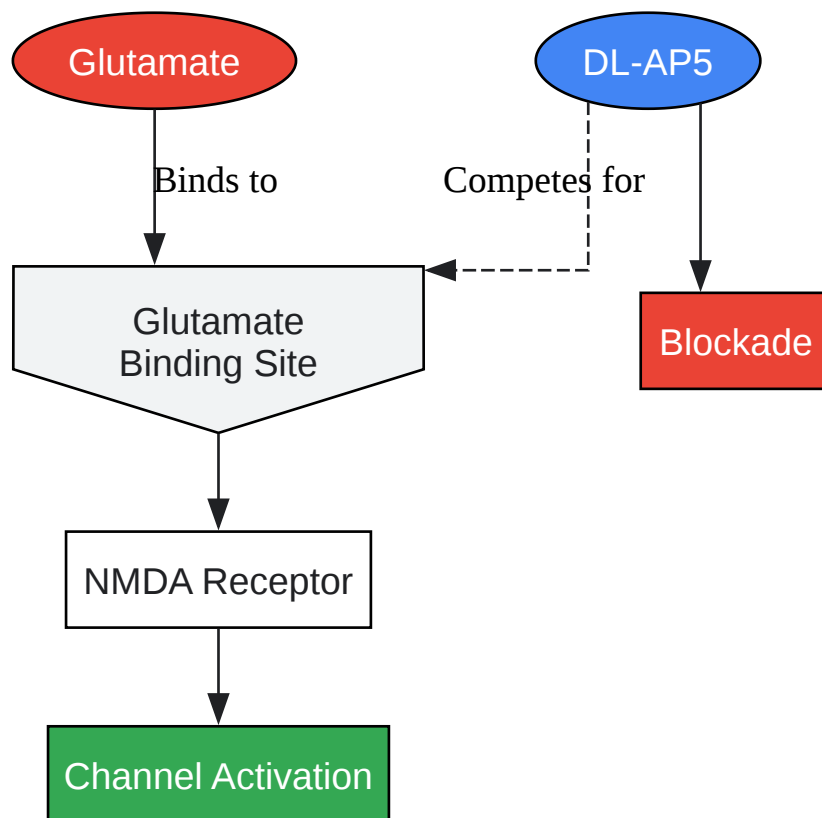 Glutamate
DL-AP5
Binds to
Competes for
Glutamate
Binding Site
Blockade
NMDA Receptor
Channel Activation